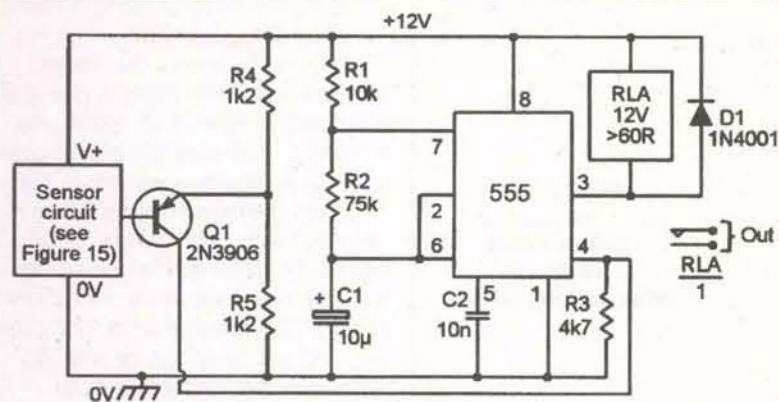 +12V
R4
1k2
R1
10k
8
RLA
12V
>60R
D1
1N4001
V+
7
Sensor
circuit
(see
Figure 15)
R2
75k
555
3
2
Q1
2N3906
6
4
Out
RLA
1
0V
R5
1k2
+
C1
10µ
C2
10n
5
1
R3
4k7
0V